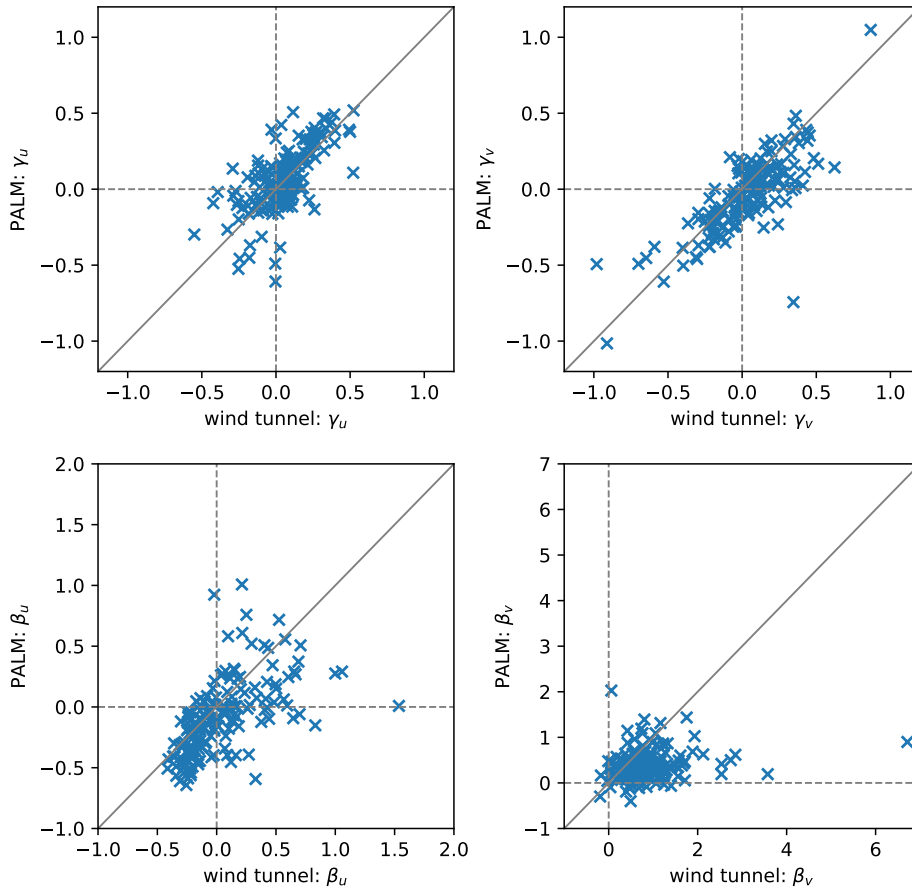 1.0
0.5
0.0
−0.5
−1.0
PALM: γᵤ
−1.0 −0.5 0.0 0.5 1.0
wind tunnel: γᵤ
1.0
0.5
0.0
−0.5
−1.0
PALM: γᵥ
−1.0 −0.5 0.0 0.5 1.0
wind tunnel: γᵥ
2.0
1.5
1.0
0.5
0.0
−0.5
−1.0
PALM: βᵤ
−1.0 −0.5 0.0 0.5 1.0 1.5 2.0
wind tunnel: βᵤ
7
6
5
4
3
2
1
0
−1
PALM: βᵥ
0 2 4 6
wind tunnel: βᵥ